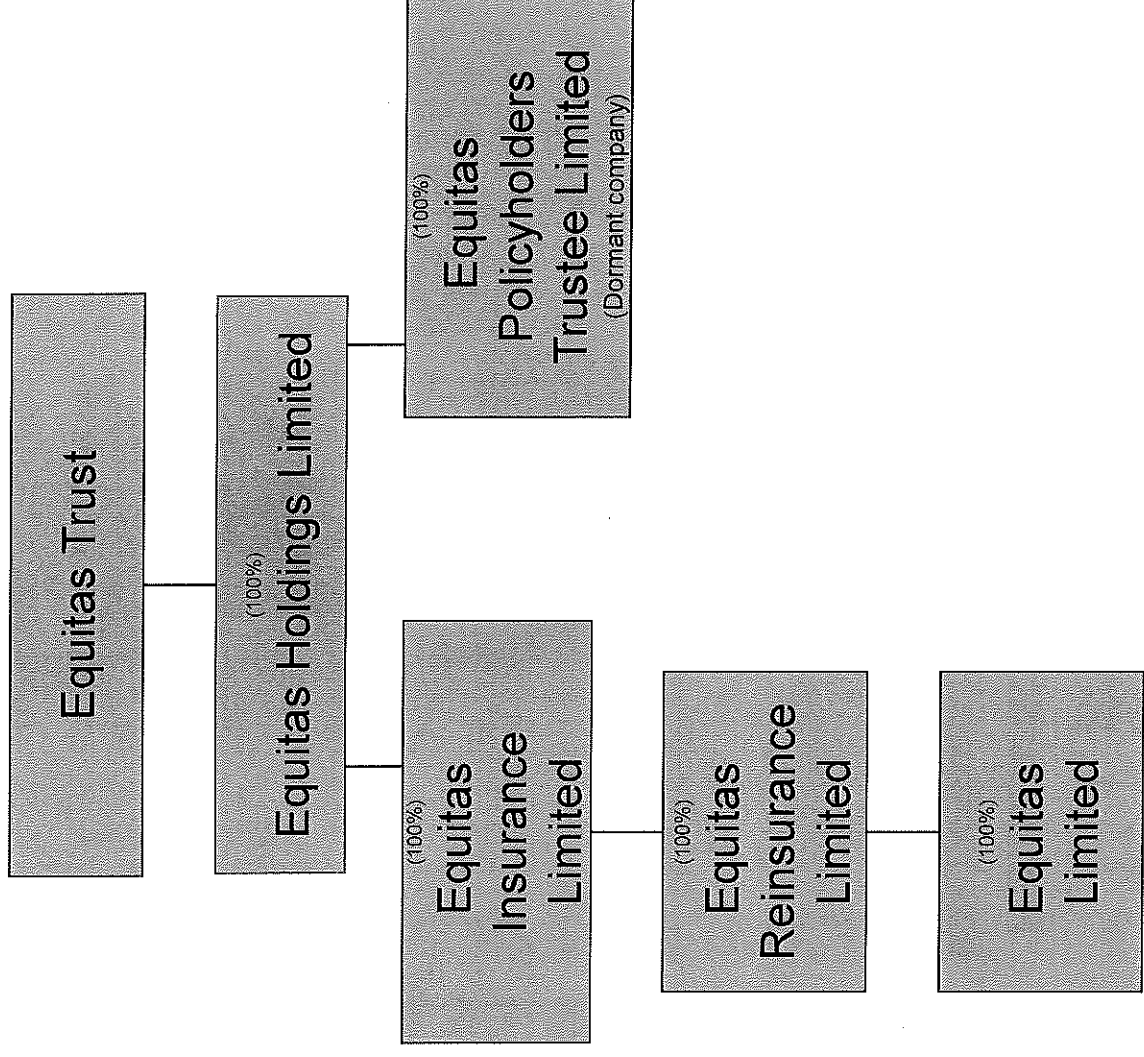 Equitas Trust
(100%)
Equitas Holdings Limited
(100%)
Equitas
Insurance
Limited
(100%)
Equitas
Policyholders
Trustee Limited
(Dormant company)
(100%)
Equitas
Reinsurance
Limited
(100%)
Equitas
Limited